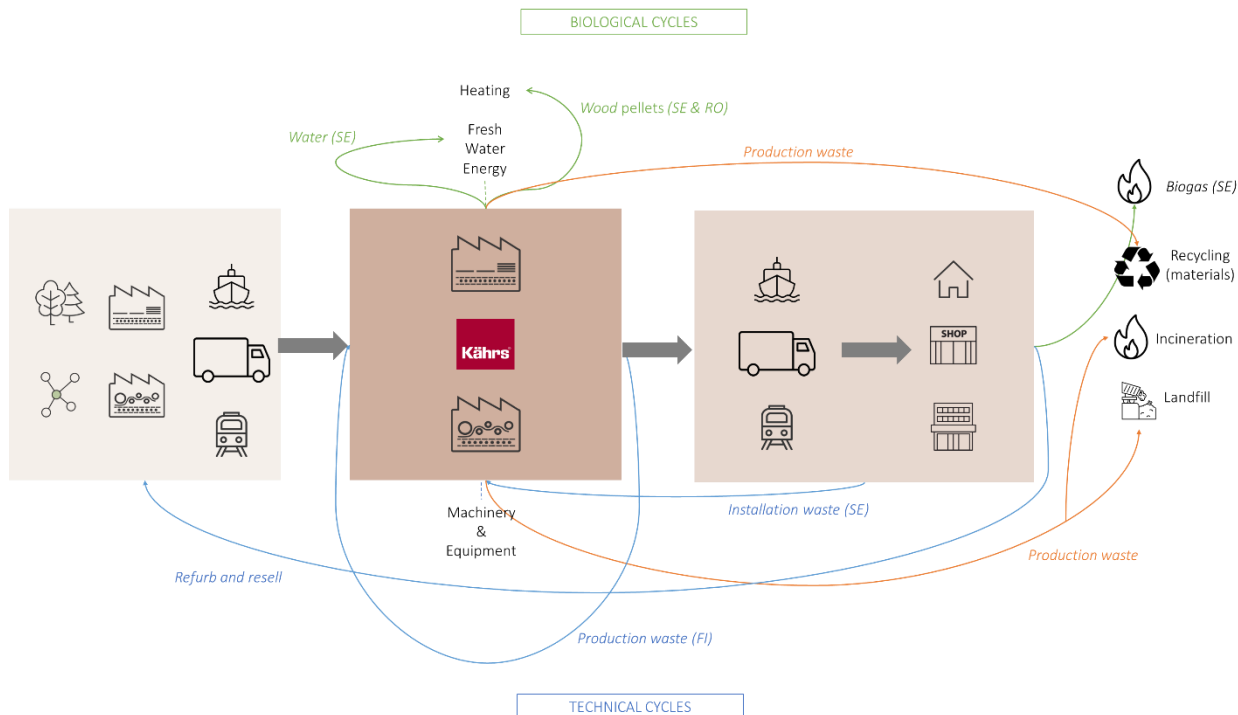 BIOLOGICAL CYCLES
Heating
Wood pellets (SE & RO)
Water (SE)
Fresh
Water
Energy
Production waste
Biogas (SE)
Recycling
(materials)
Kährs
SHOP
Incineration
Landfill
Machinery
&
Equipment
Installation waste (SE)
Production waste
Refurb and resell
Production waste (FI)
TECHNICAL CYCLES